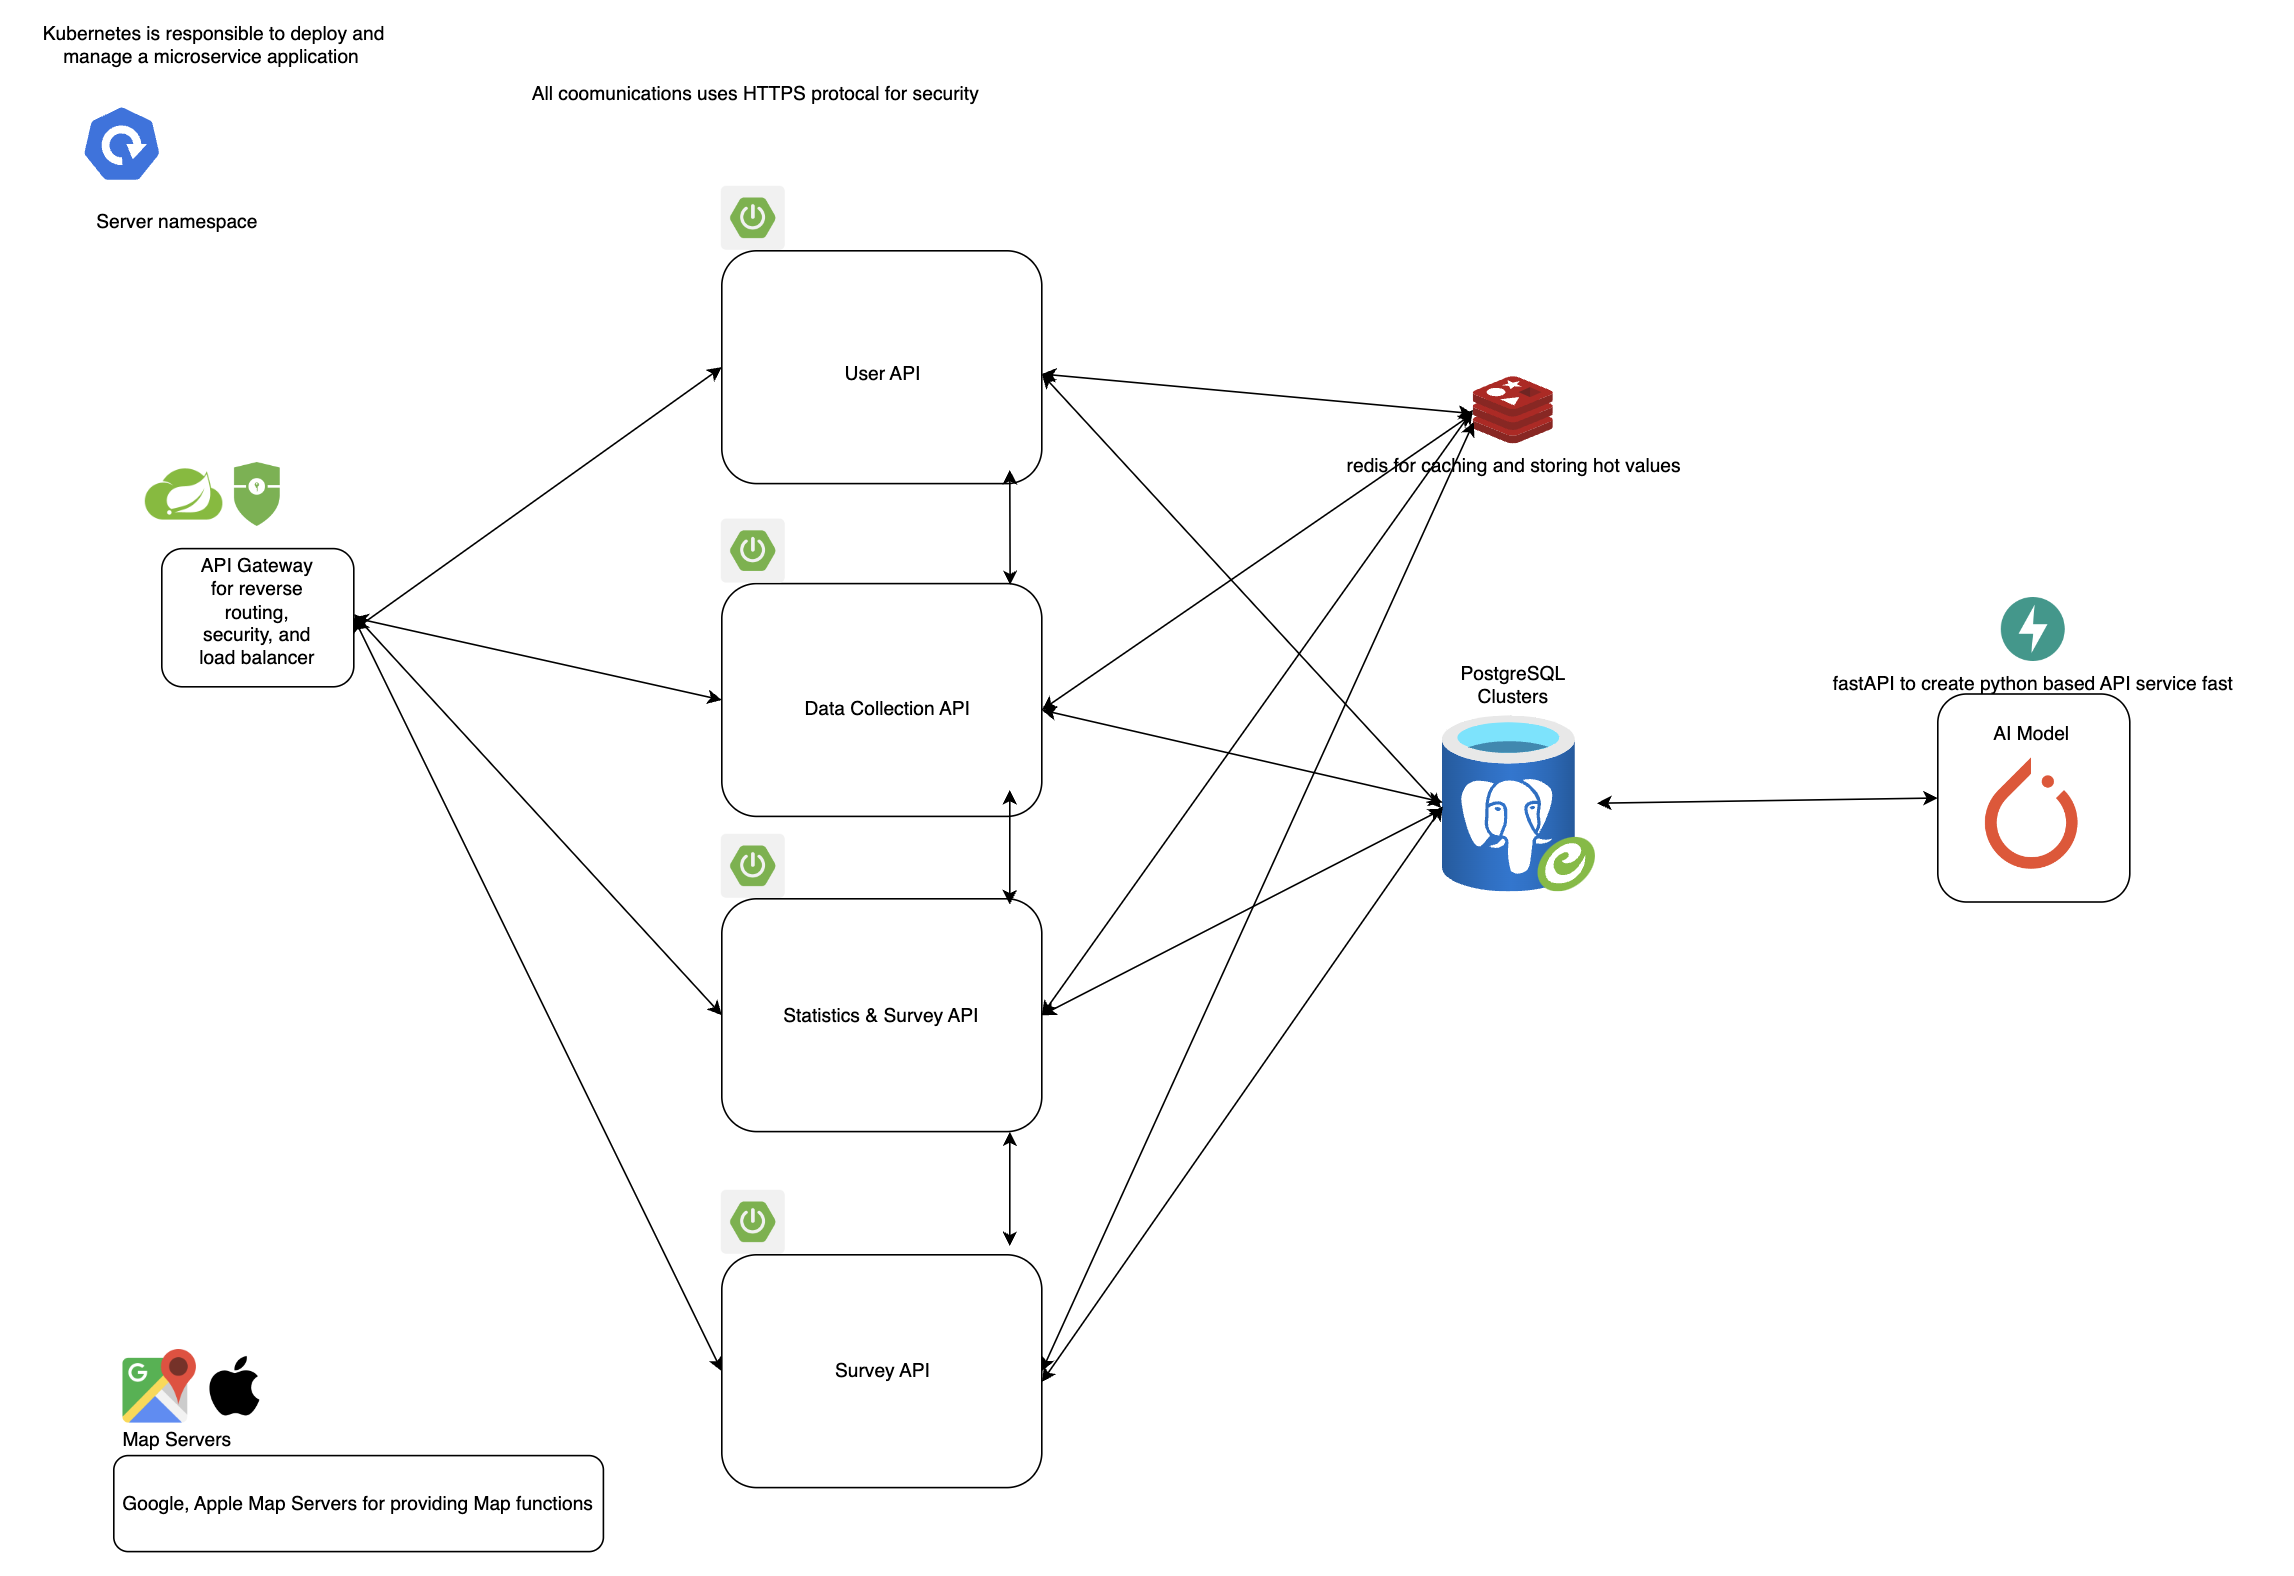 Kubernetes is responsible to deploy and
manage a microservice application
All coomunications uses HTTPS protocal for security
Server namespace
User API
redis for caching and storing hot values
API Gateway
for reverse
routing,
security, and
load balancer
Data Collection API
PostgreSQL
Clusters
fastAPI to create python based API service fast
AI Model
Statistics & Survey API
Survey API
G
Map Servers
Google, Apple Map Servers for providing Map functions